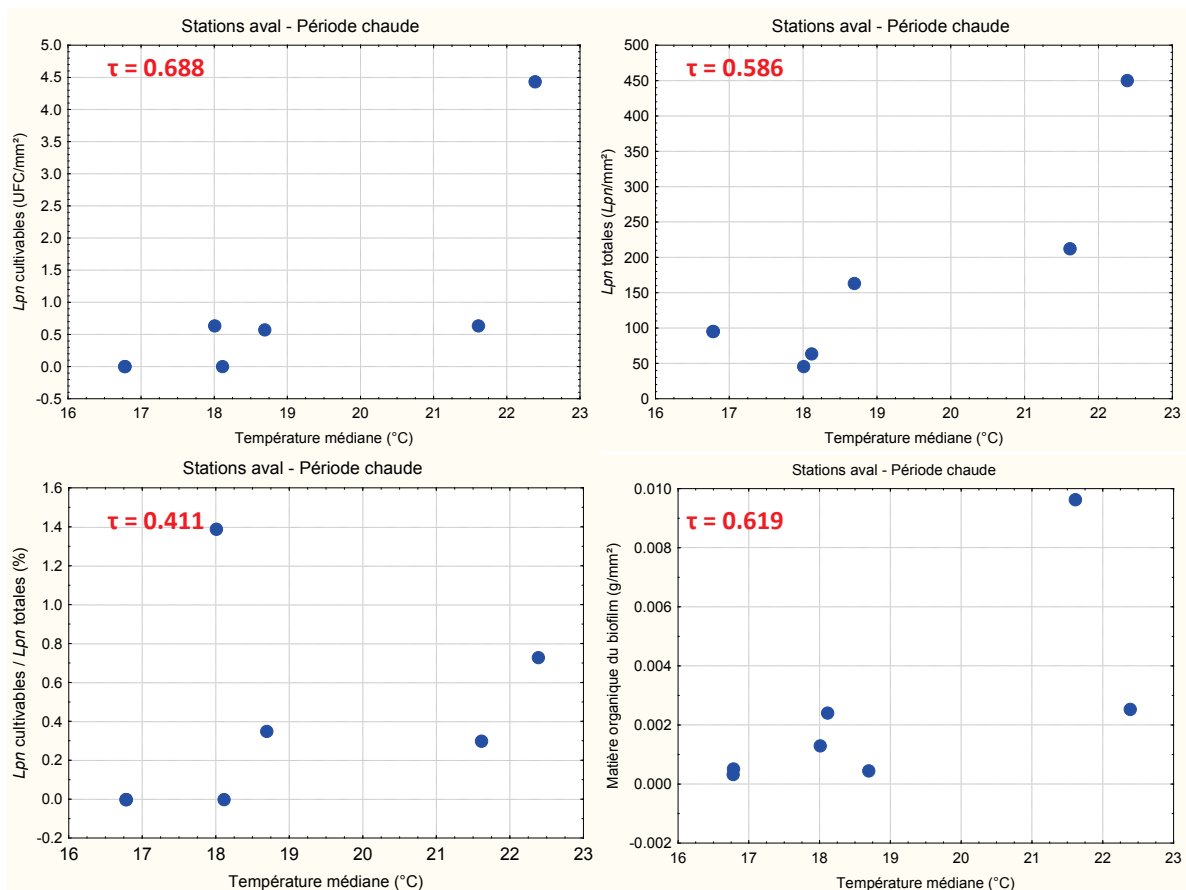 Stations aval - Période chaude
τ = 0.688
Lpn cultivables (UFC/mm²)
5.0
4.5
4.0
3.5
3.0
2.5
2.0
1.5
1.0
0.5
0.0
-0.5
16 17 18 19 20 21 22 23
Température médiane (°C)
Stations aval - Période chaude
τ = 0.586
Lpn totales (Lpn/mm²)
500
450
400
350
300
250
200
150
100
50
0
16 17 18 19 20 21 22 23
Température médiane (°C)
Stations aval - Période chaude
τ = 0.411
Lpn cultivables / Lpn totales (%)
1.6
1.4
1.2
1.0
0.8
0.6
0.4
0.2
0.0
-0.2
16 17 18 19 20 21 22 23
Température médiane (°C)
Stations aval - Période chaude
τ = 0.619
Matière organique du biofilm (g/mm²)
0.010
0.008
0.006
0.004
0.002
0.000
-0.002
16 17 18 19 20 21 22 23
Température médiane (°C)